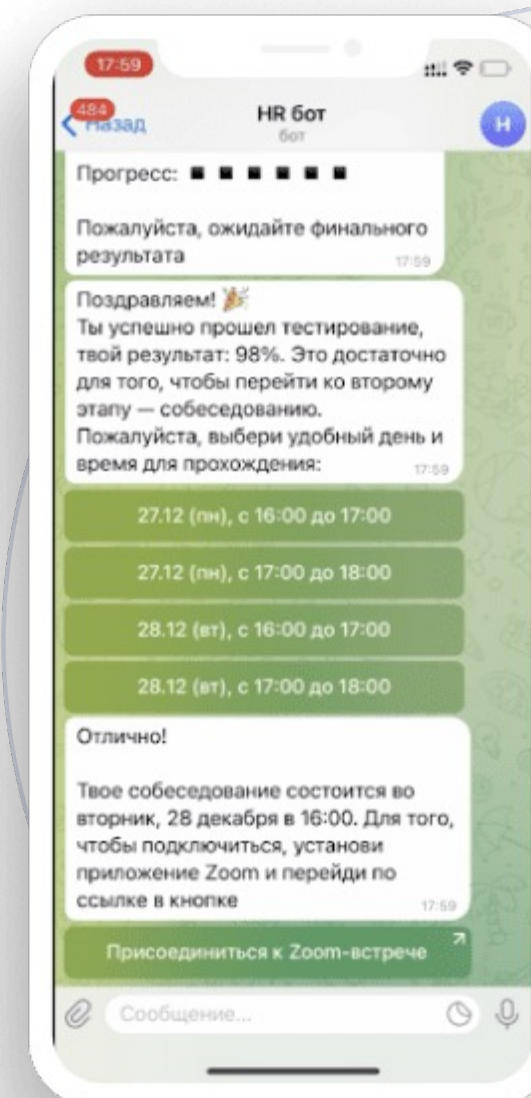 17:59
484
Назад
HR бот
бот
H
Прогресс: ■ ■ ■ ■ ■ ■
Пожалуйста, ожидайте финального
результата
17:59
Поздравляем! 🎉
Ты успешно прошел тестирование,
твой результат: 98%. Это достаточно
для того, чтобы перейти ко второму
этапу — собеседованию.
Пожалуйста, выбери удобный день и
время для прохождения:
17:59
27.12 (пн), с 16:00 до 17:00
27.12 (пн), с 17:00 до 18:00
28.12 (вт), с 16:00 до 17:00
28.12 (вт), с 17:00 до 18:00
Отлично!
Твое собеседование состоится во
вторник, 28 декабря в 16:00. Для того,
чтобы подключиться, установи
приложение Zoom и перейди по
ссылке в кнопке
17:59
Присоединиться к Zoom-встрече
Сообщение...